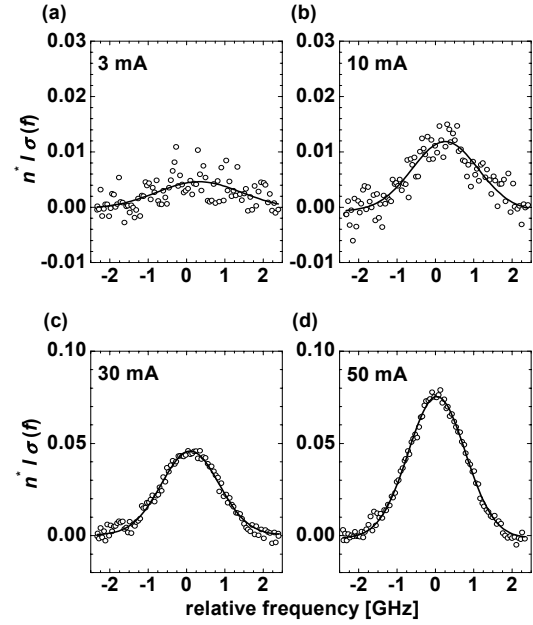 (a)
(b)
0.03
0.03
3 mA
10 mA
0.02
0.02
n* l σ(f)
0.01
0.01
0.00
0.00
-0.01
-0.01
-2 -1 0 1 2
-2 -1 0 1 2
(c)
(d)
0.10
0.10
30 mA
50 mA
n* l σ(f)
0.05
0.05
0.00
0.00
-2 -1 0 1 2
-2 -1 0 1 2
relative frequency [GHz]